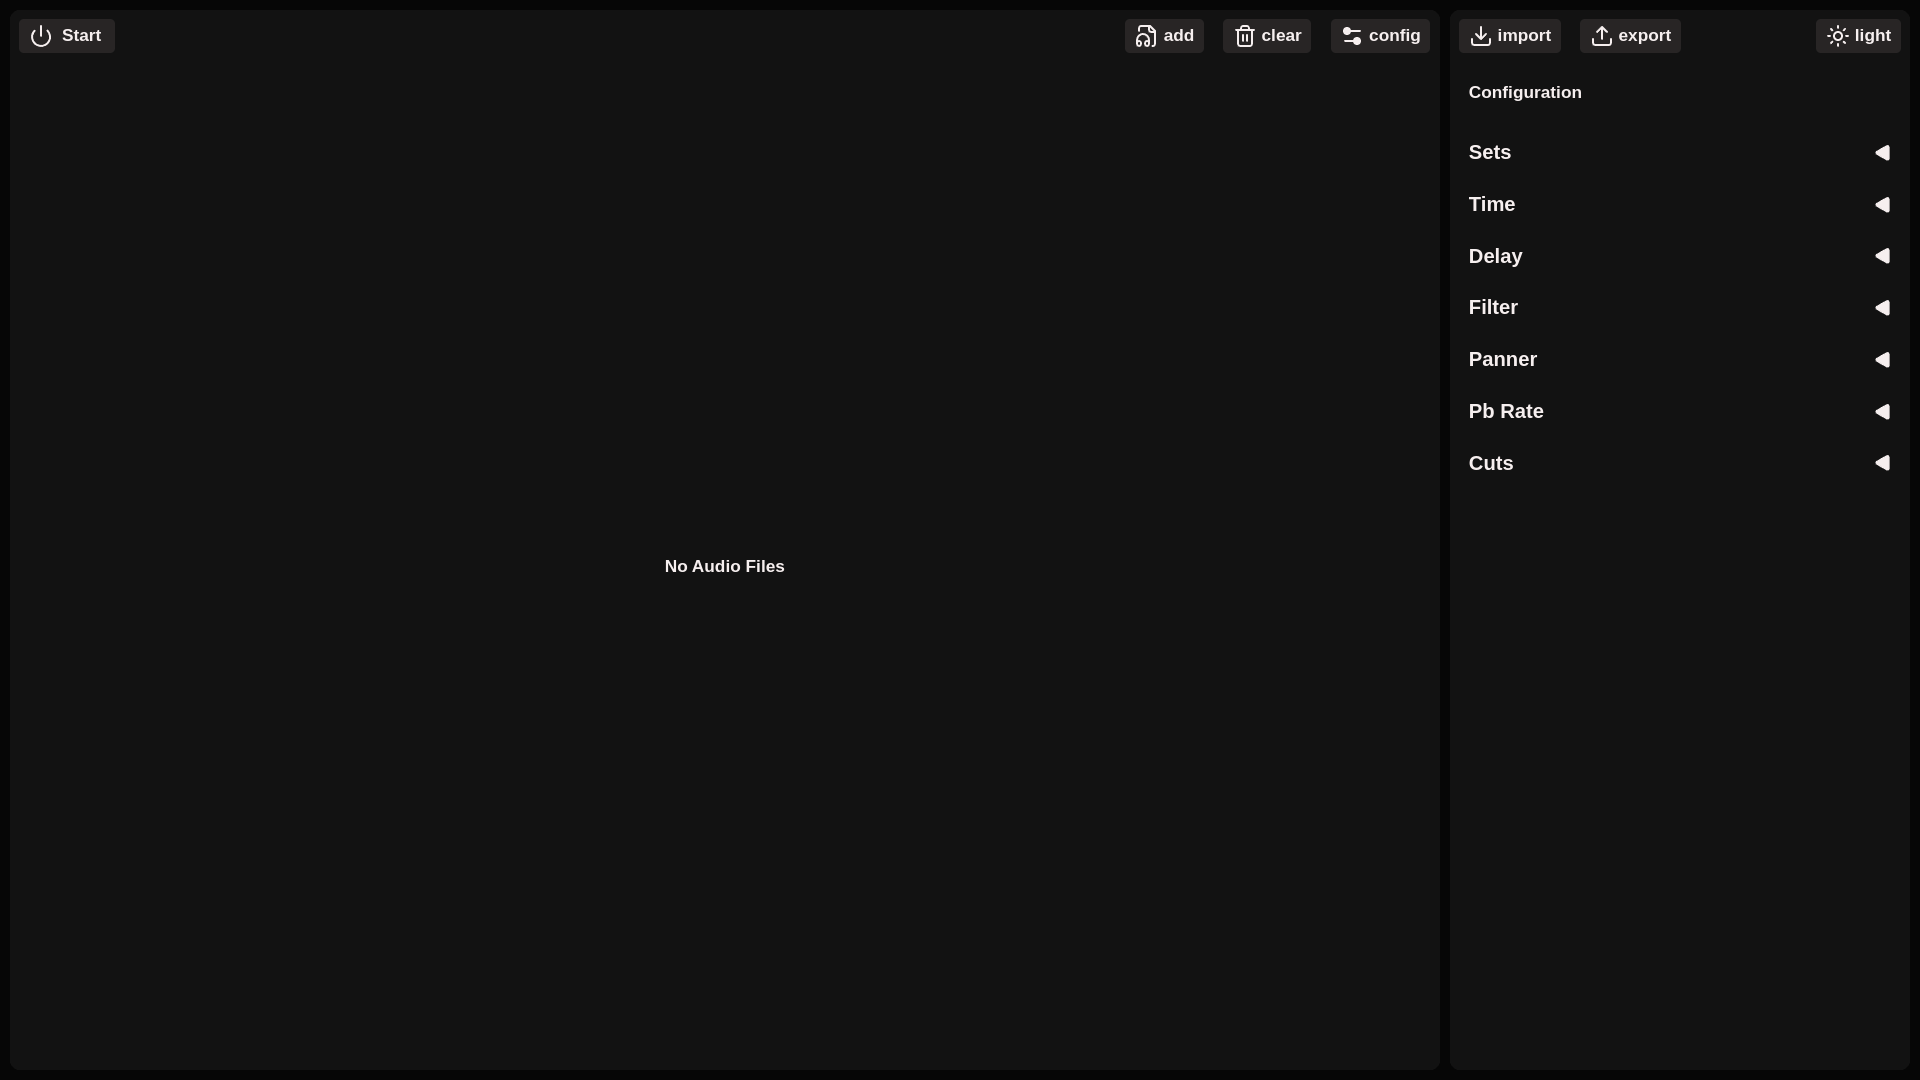 Start
add
clear
config
import
export
light
Configuration
Sets
Time
Delay
Filter
Panner
Pb Rate
Cuts
No Audio Files